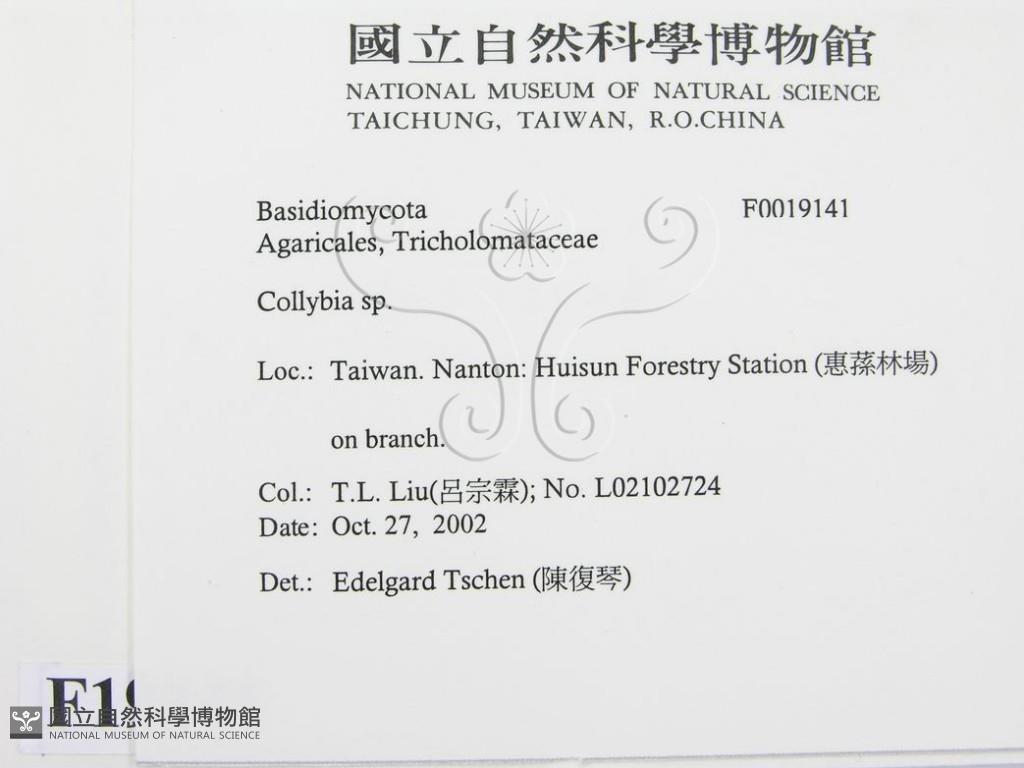 國立自然科學博物館
NATIONAL MUSEUM OF NATURAL SCIENCE
TAICHUNG, TAIWAN, R.O.CHINA
Basidiomycota F0019141
Agaricales, Tricholomataceae
Collybia sp.
Loc.: Taiwan. Nanton: Huisun Forestry Station (惠蓀林場)
on branch.
Col.: T.L. Liu(呂宗霖); No. L02102724
Date: Oct. 27, 2002
Det.: Edelgard Tschen (陳復琴)
F19
國立自然科學博物館
NATIONAL MUSEUM OF NATURAL SCIENCE